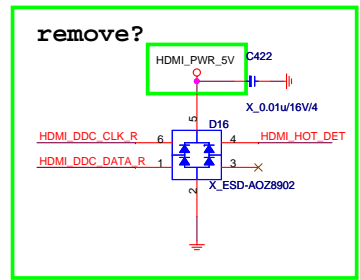 remove?
HDMI_PWR_5V
C422
X_0.01u/16V/4
D16
5
HDMI_DDC_CLK_R
6
4
HDMI_HOT_DET
HDMI_DDC_DATA_R
1
3
X_ESD-AOZ8902
2